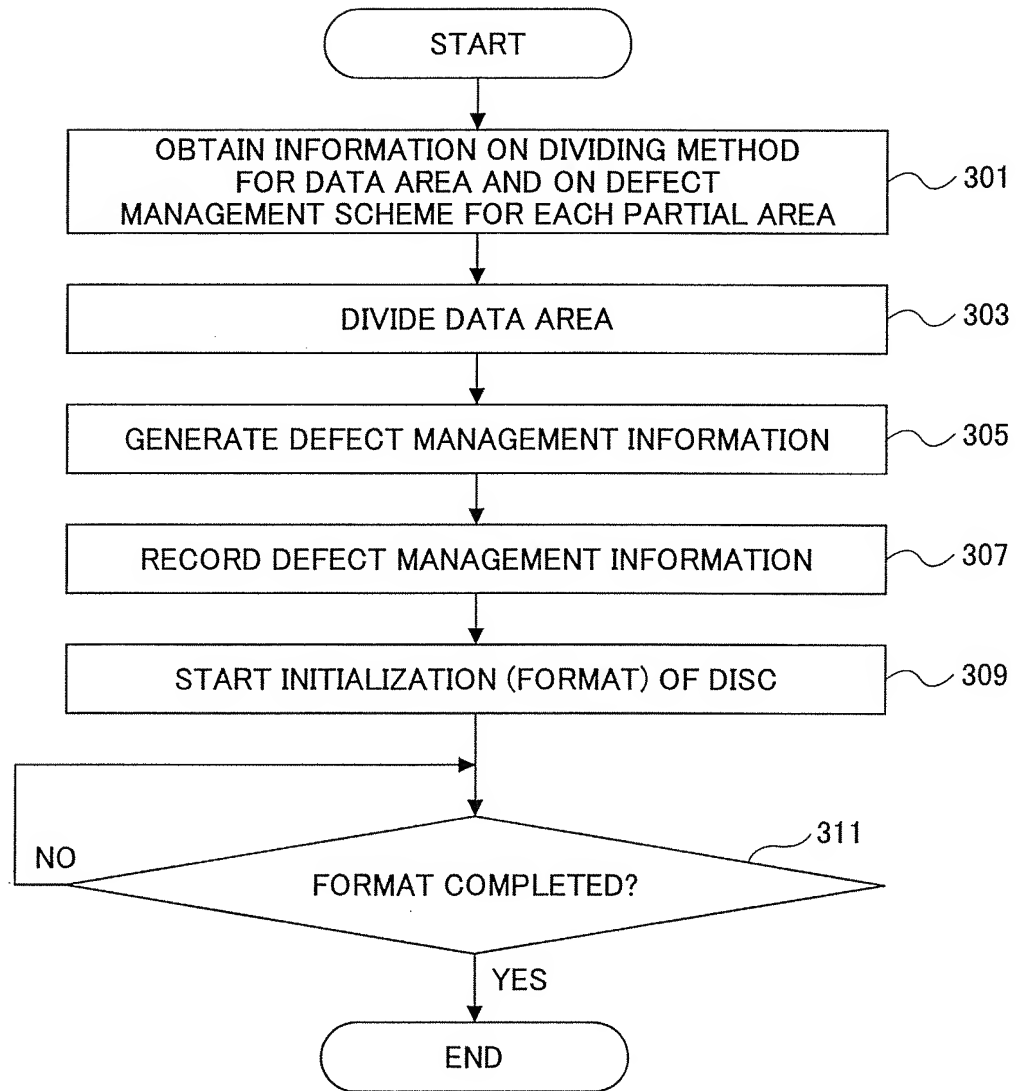 START
OBTAIN INFORMATION ON DIVIDING METHOD
FOR DATA AREA AND ON DEFECT
MANAGEMENT SCHEME FOR EACH PARTIAL AREA
301
DIVIDE DATA AREA
303
GENERATE DEFECT MANAGEMENT INFORMATION
305
RECORD DEFECT MANAGEMENT INFORMATION
307
START INITIALIZATION (FORMAT) OF DISC
309
311
NO
FORMAT COMPLETED?
YES
END